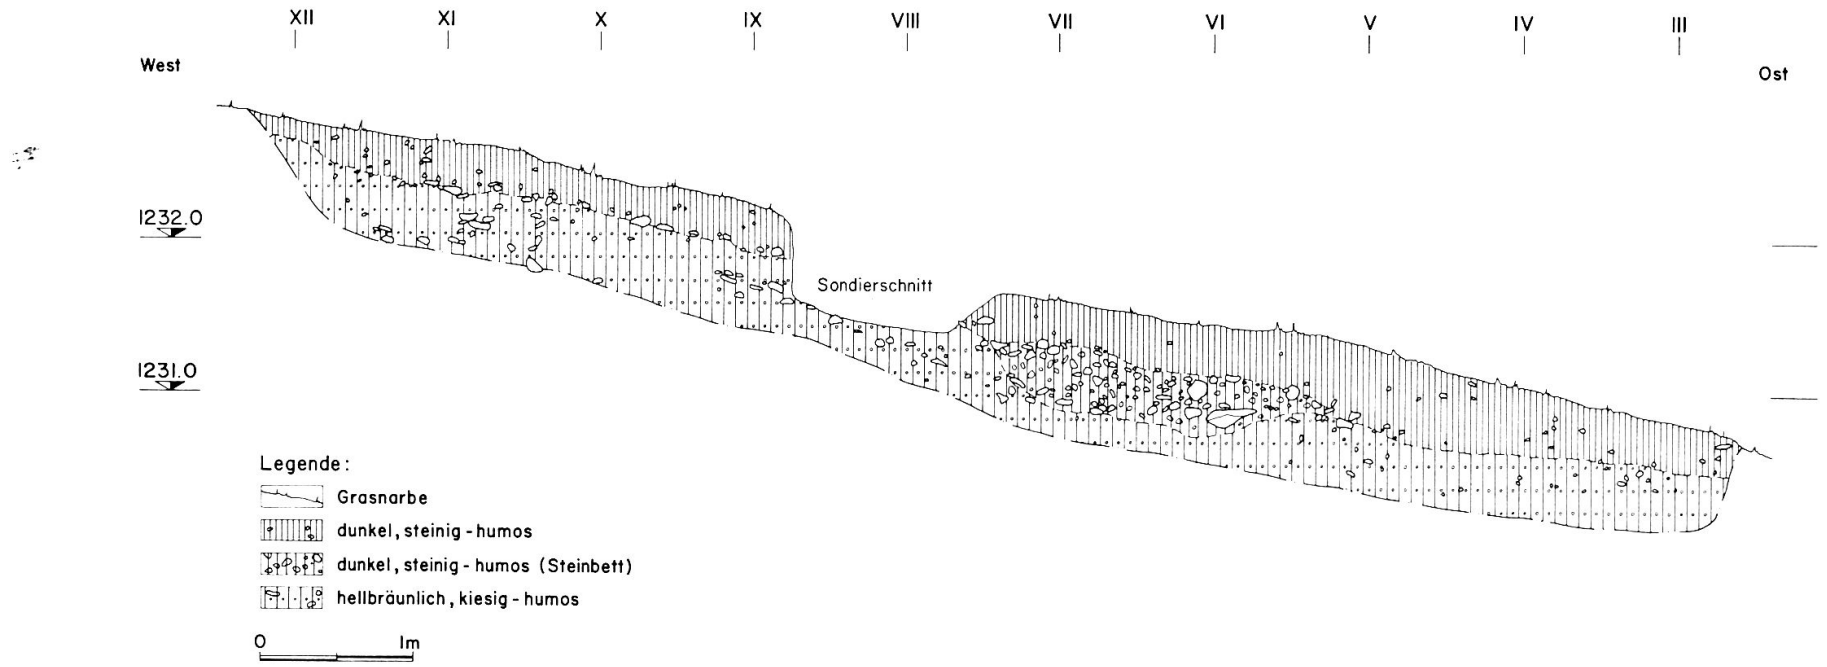 XII XI X IX VIII VII VI V IV III
West Ost
1232.0
Sondierschnitt
1231.0
Legende:
Grasnarbe
dunkel, steinig-humos
dunkel, steinig-humos (Steinbett)
hellbräunlich, kiesig-humos
0 1m